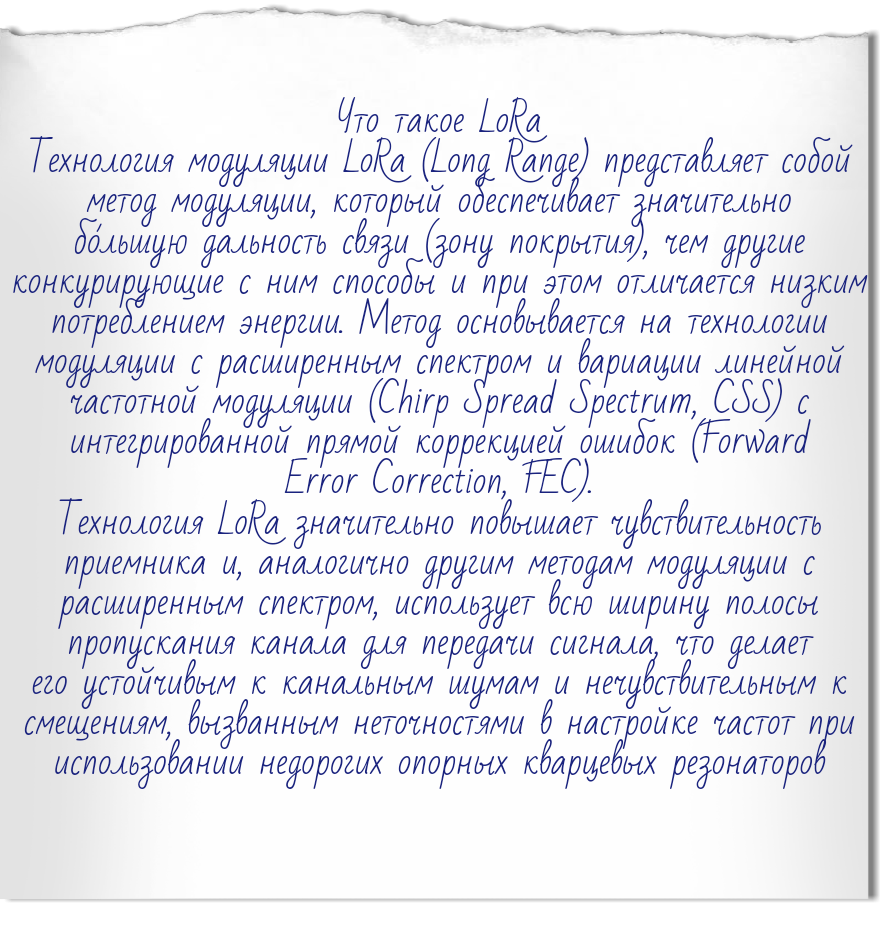 Что такое LoRa
Технология модуляции LoRa (Long Range) представляет собой
метод модуляции, который обеспечивает значительно
бо́льшую дальность связи (зону покрытия), чем другие
конкурирующие с ним способы и при этом отличается низким
потреблением энергии. Метод основывается на технологии
модуляции с расширенным спектром и вариации линейной
частотной модуляции (Chirp Spread Spectrum, CSS) с
интегрированной прямой коррекцией ошибок (Forward
Error Correction, FEC).
Технология LoRa значительно повышает чувствительность
приемника и, аналогично другим методам модуляции с
расширенным спектром, использует всю ширину полосы
пропускания канала для передачи сигнала, что делает
его устойчивым к канальным шумам и нечувствительным к
смещениям, вызванным неточностями в настройке частот при
использовании недорогих опорных кварцевых резонаторов